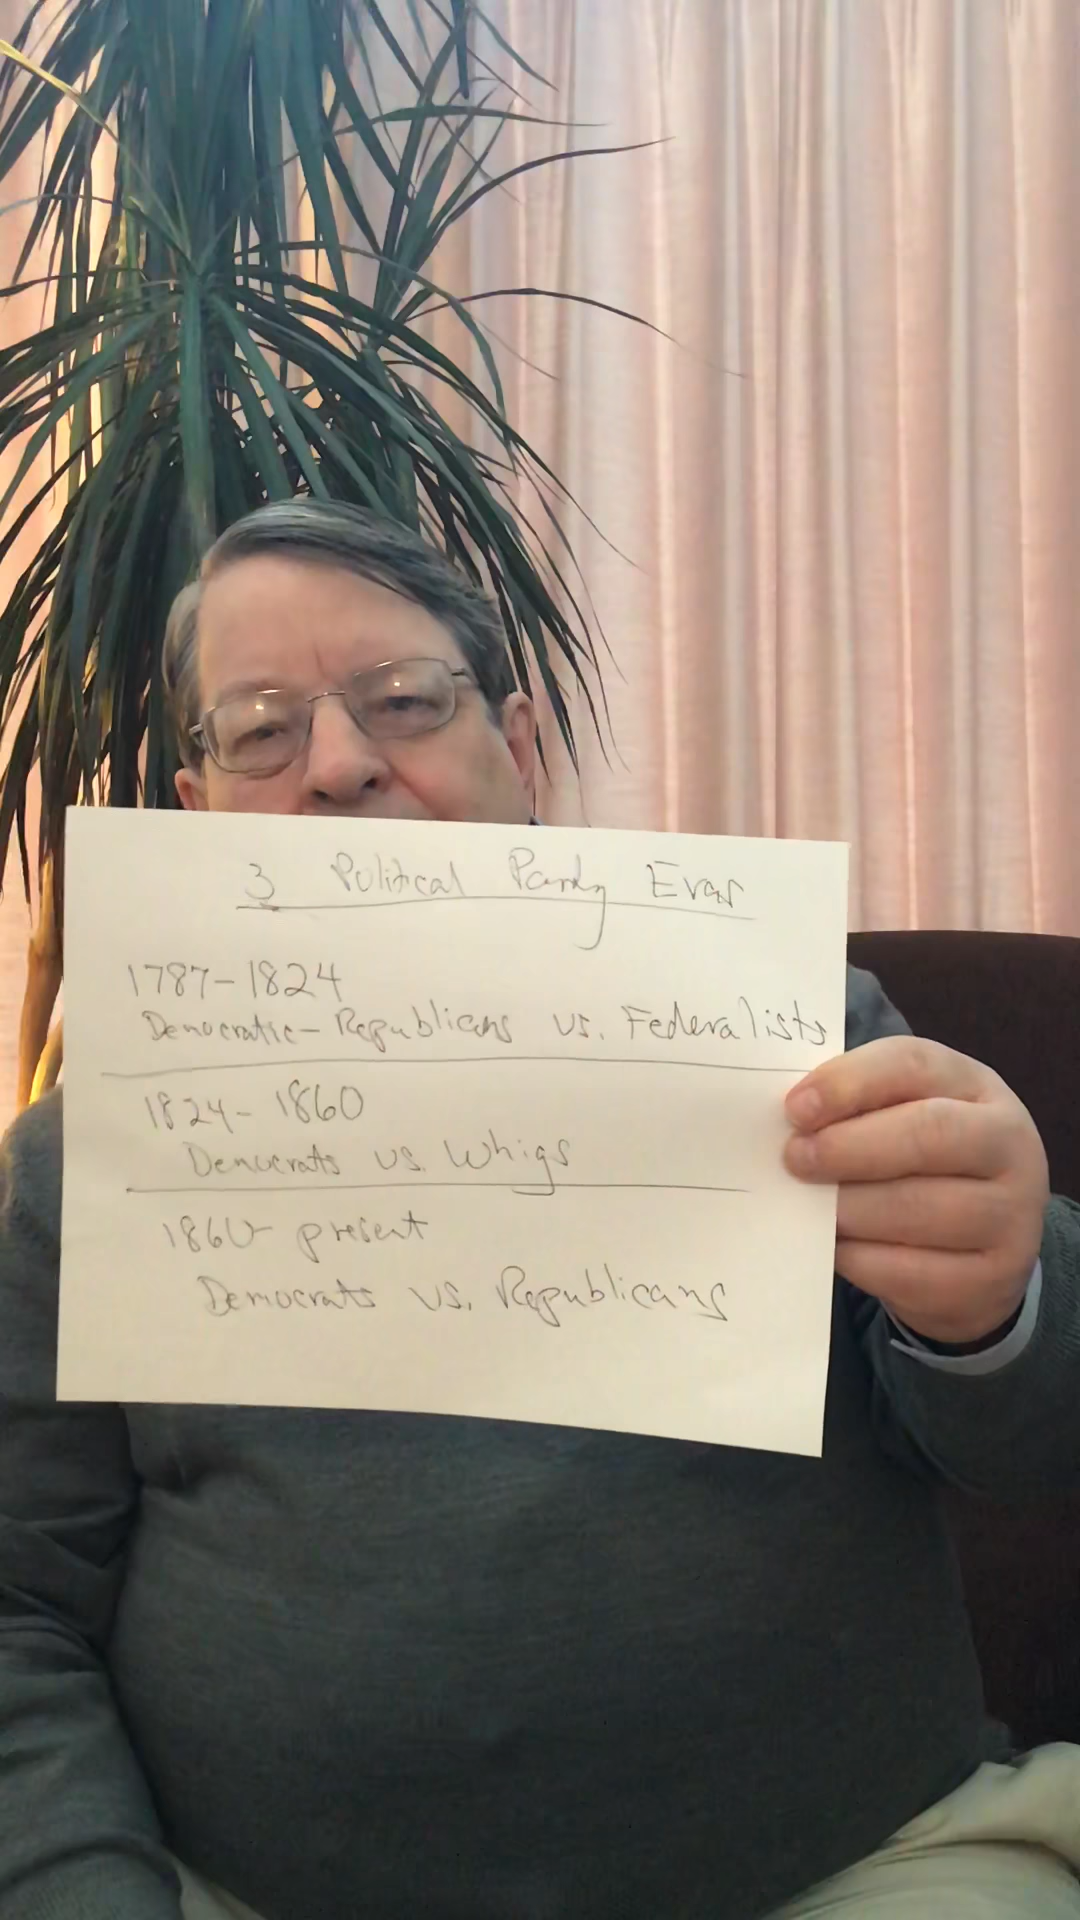 3 Political Party Eras
1787-1824
Democratic-Republicans vs. Federalists
1824-1860
Democrats vs. Whigs
1860- present
Democrats vs. Republicans